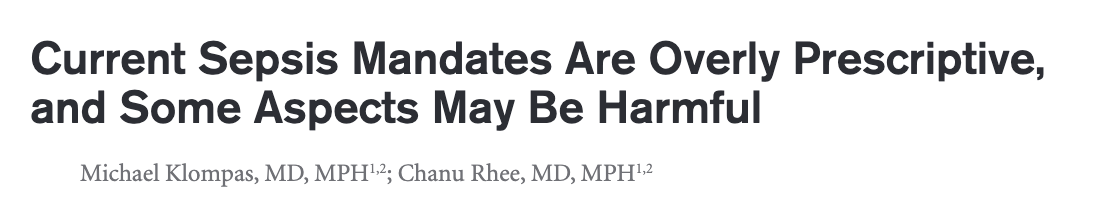 Current Sepsis Mandates Are Overly Prescriptive,
and Some Aspects May Be Harmful
Michael Klompas, MD, MPH1,2; Chanu Rhee, MD, MPH1,2